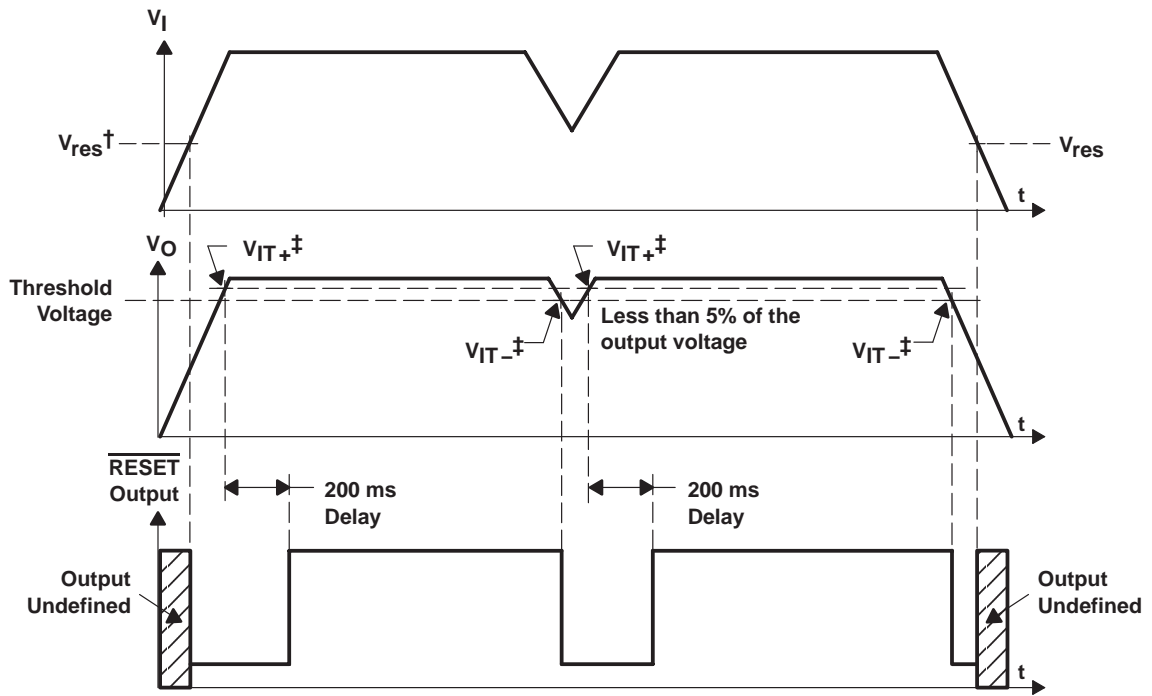 VI
Vres†
Vres
t
VO
VIT+‡
VIT+‡
Threshold
Voltage
Less than 5% of the
output voltage
VIT–‡
VIT–‡
t
RESET
Output
200 ms
Delay
200 ms
Delay
Output
Undefined
Output
Undefined
t